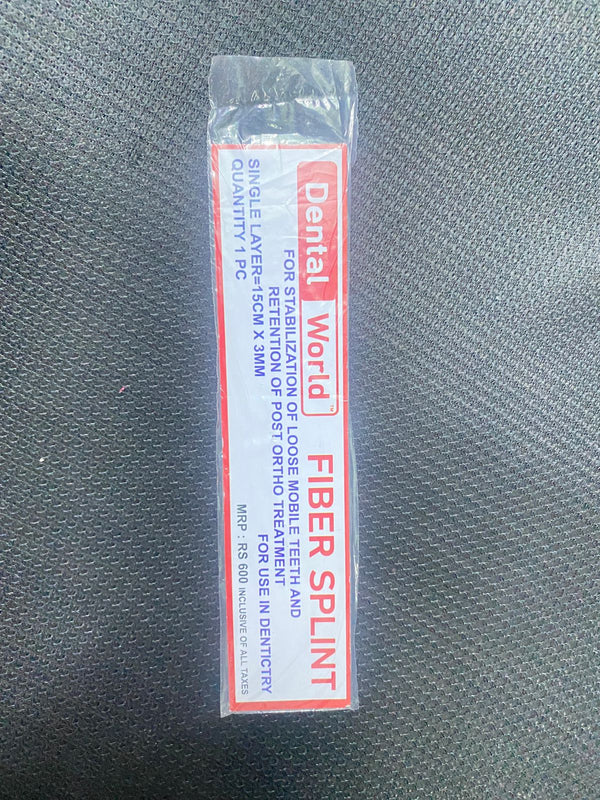 Dental World™ FIBER SPLINT
FOR STABILIZATION OF LOOSE MOBILE TEETH AND
RETENTION OF POST ORTHO TREATMENT
SINGLE LAYER=15CM X 3MM
FOR USE IN DENTICTRY
QUANTITY 1 PC
MRP : RS 600 INCLUSIVE OF ALL TAXES